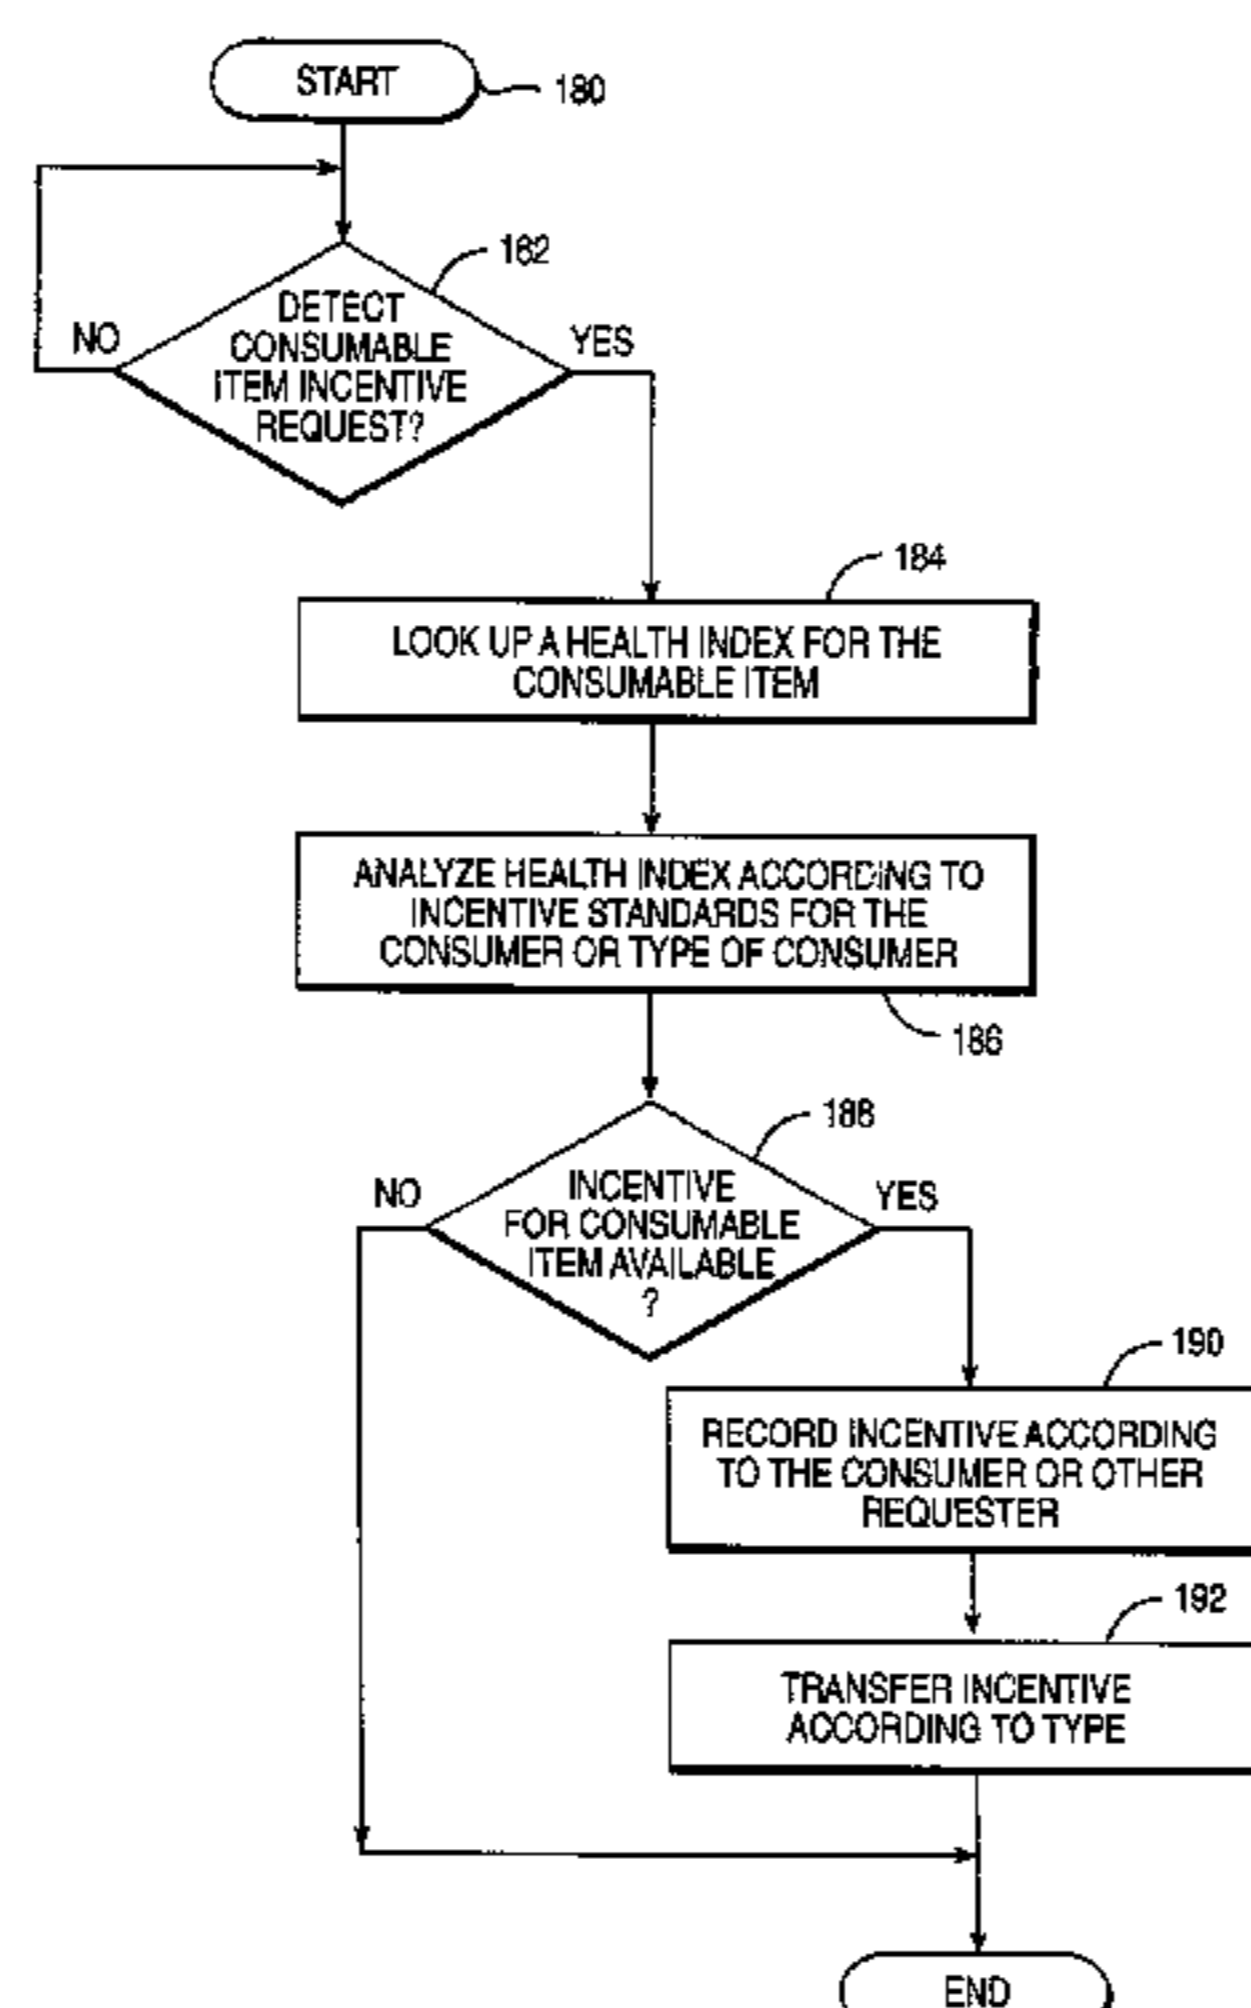 START
180
182
DETECT
CONSUMABLE
ITEM INCENTIVE
REQUEST?
NO
YES
184
LOOK UP A HEALTH INDEX FOR THE
CONSUMABLE ITEM
ANALYZE HEALTH INDEX ACCORDING TO
INCENTIVE STANDARDS FOR THE
CONSUMER OR TYPE OF CONSUMER
186
188
NO
YES
INCENTIVE
FOR CONSUMABLE
ITEM AVAILABLE
?
190
RECORD INCENTIVE ACCORDING
TO THE CONSUMER OR OTHER
REQUESTER
192
TRANSFER INCENTIVE
ACCORDING TO TYPE
END